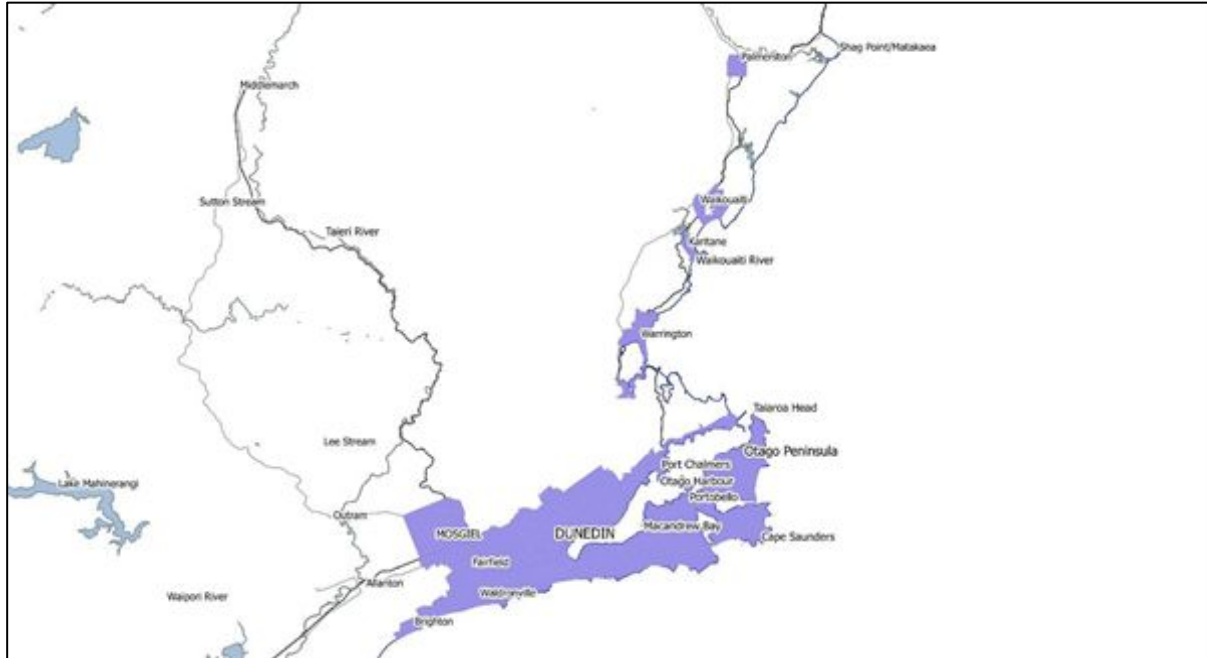 Shag Point/Matakaea
Palmerston
Middlemarch
Waikouaiti
Sutton Stream
Taieri River
Karitane
Waikouaiti River
Warrington
Taiaroa Head
Lee Stream
Otago Peninsula
Port Chalmers
Otago Harbour
Lake Mahinerangi
Portobello
Outram
Macandrew Bay
MOSGIEL
DUNEDIN
Cape Saunders
Fairfield
Allanton
Waldronville
Waipori River
Brighton